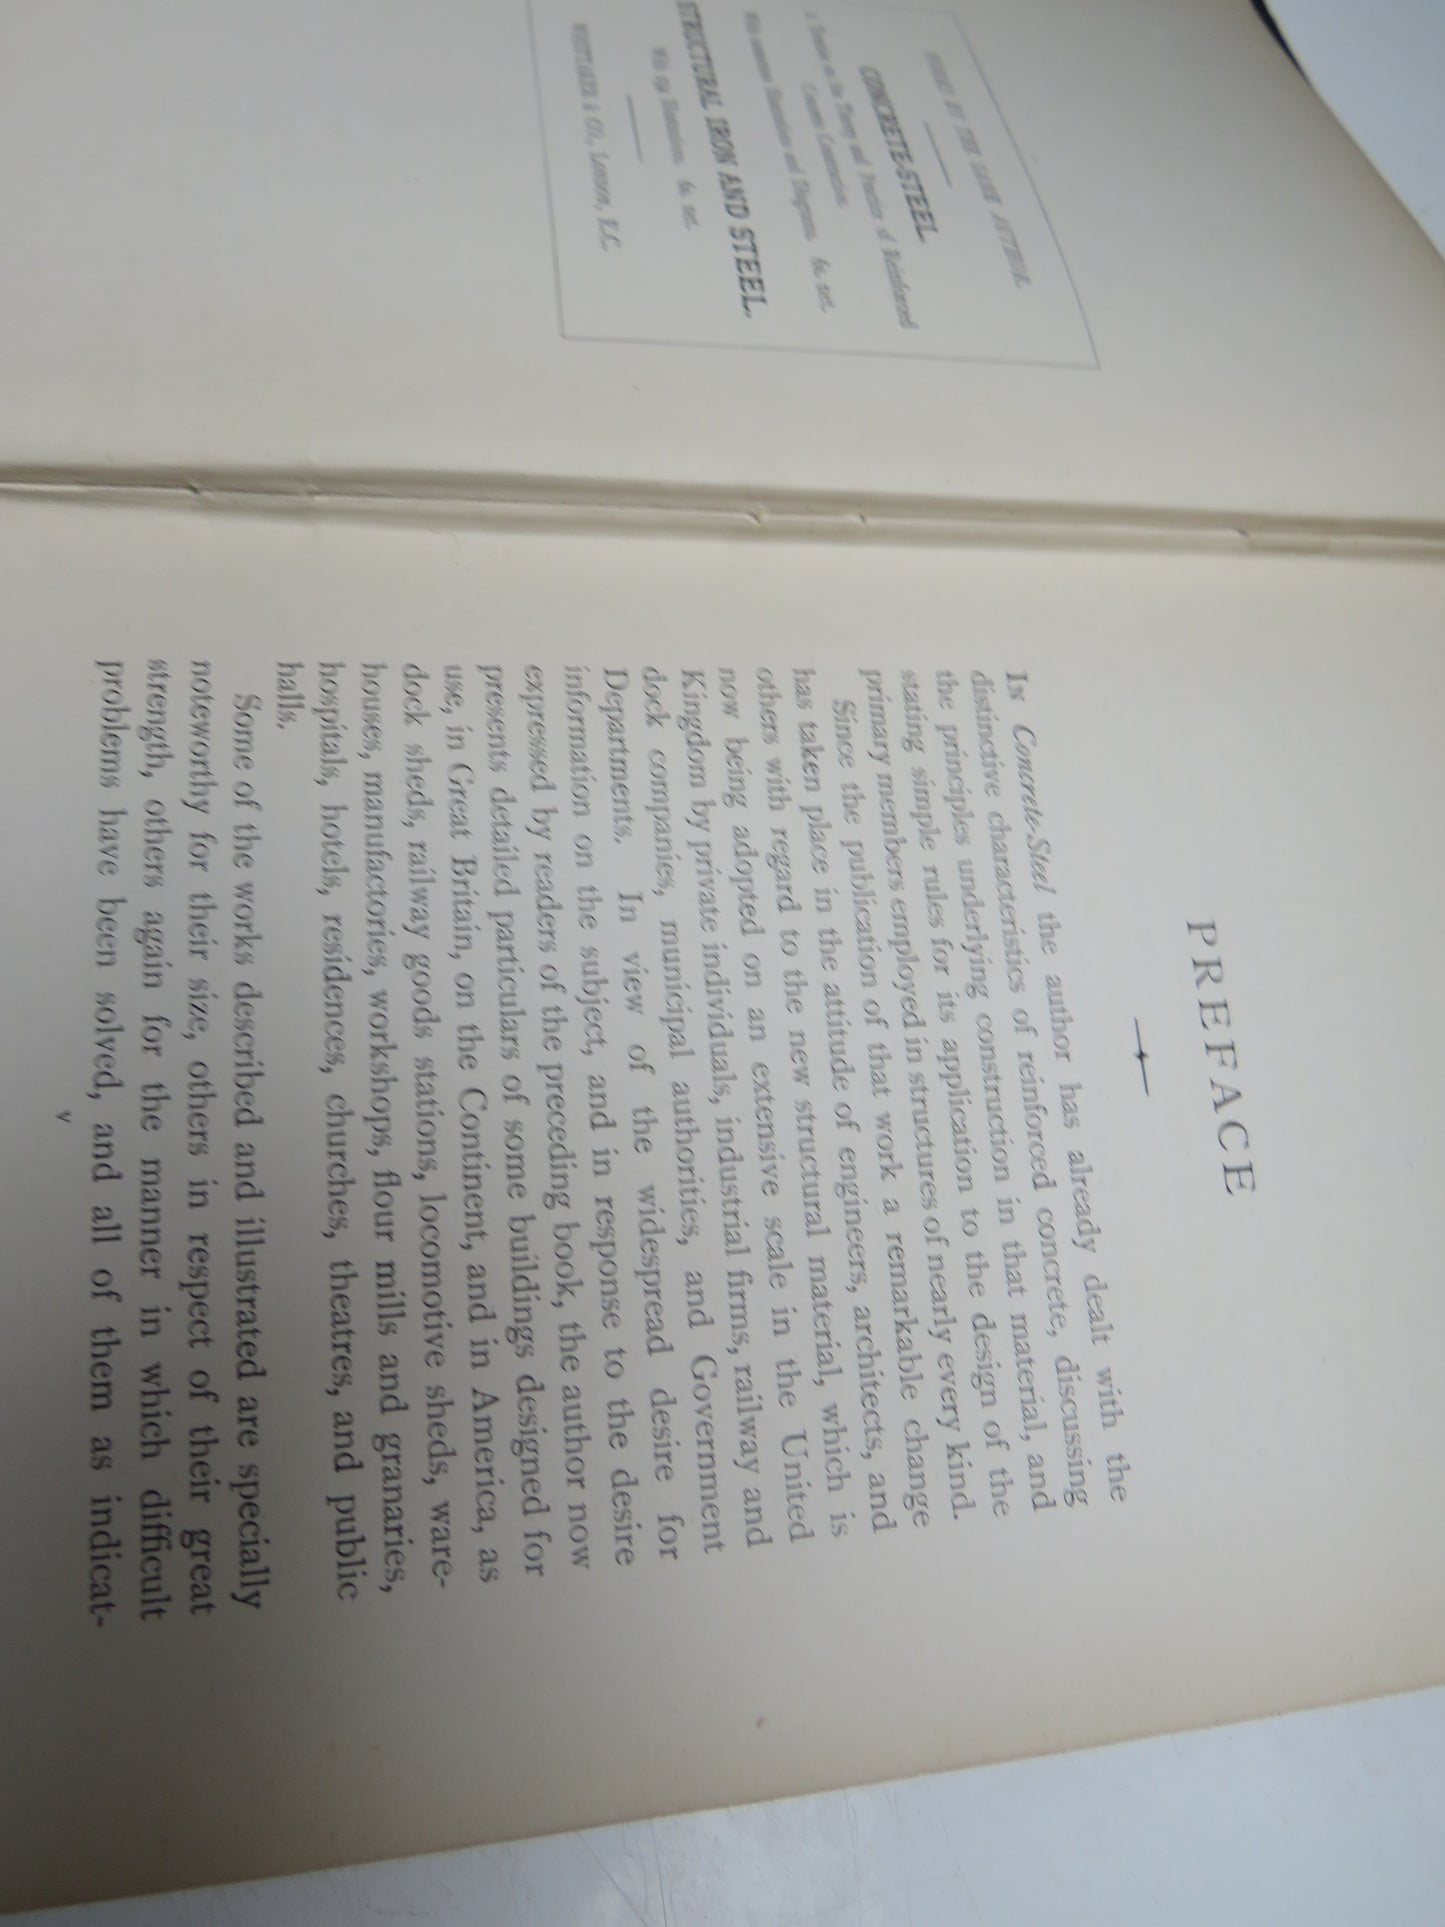 WORKS BY THE SAME AUTHOR.
CONCRETE-STEEL.
A Treatise on the Theory and Practice of Reinforced
Concrete Construction.
With numerous Illustrations and Diagrams. 6s. net.
STRUCTURAL IRON AND STEEL.
With Illustrations. 6s. net.
WHITTAKER & CO., LONDON, E.C.
PREFACE
IN Concrete-Steel the author has already dealt with the
distinctive characteristics of reinforced concrete, discussing
the principles underlying construction in that material, and
stating simple rules for its application to the design of the
primary members employed in structures of nearly every kind.
Since the publication of that work a remarkable change
has taken place in the attitude of engineers, architects, and
others with regard to the new structural material, which is
now being adopted on an extensive scale in the United
Kingdom by private individuals, industrial firms, railway and
dock companies, municipal authorities, and Government
Departments. In view of the widespread desire for
information on the subject, and in response to the desire
expressed by readers of the preceding book, the author now
presents detailed particulars of some buildings designed for
use, in Great Britain, on the Continent, and in America, as
dock sheds, railway goods stations, locomotive sheds, ware-
houses, manufactories, workshops, flour mills and granaries,
hospitals, hotels, residences, churches, theatres, and public
halls.
Some of the works described and illustrated are specially
noteworthy for their size, others in respect of their great
strength, others again for the manner in which difficult
problems have been solved, and all of them as indicat-
v